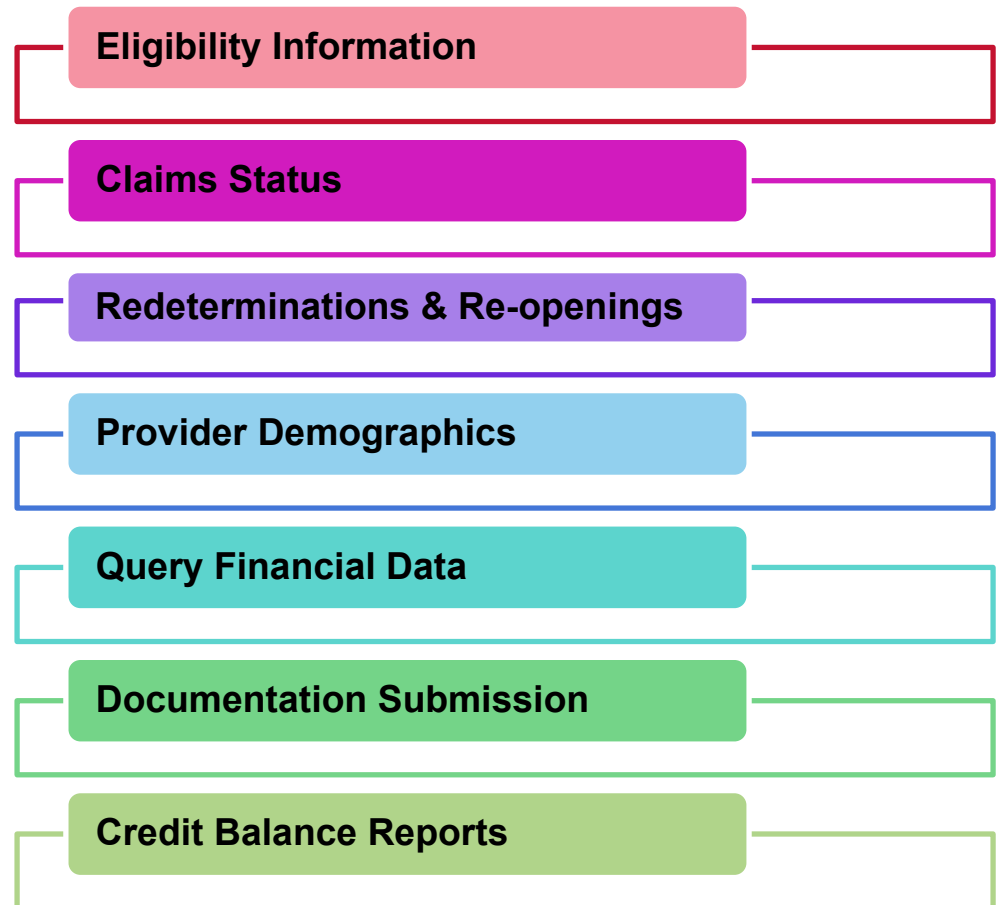 Eligibility Information
Claims Status
Redeterminations & Re-openings
Provider Demographics
Query Financial Data
Documentation Submission
Credit Balance Reports